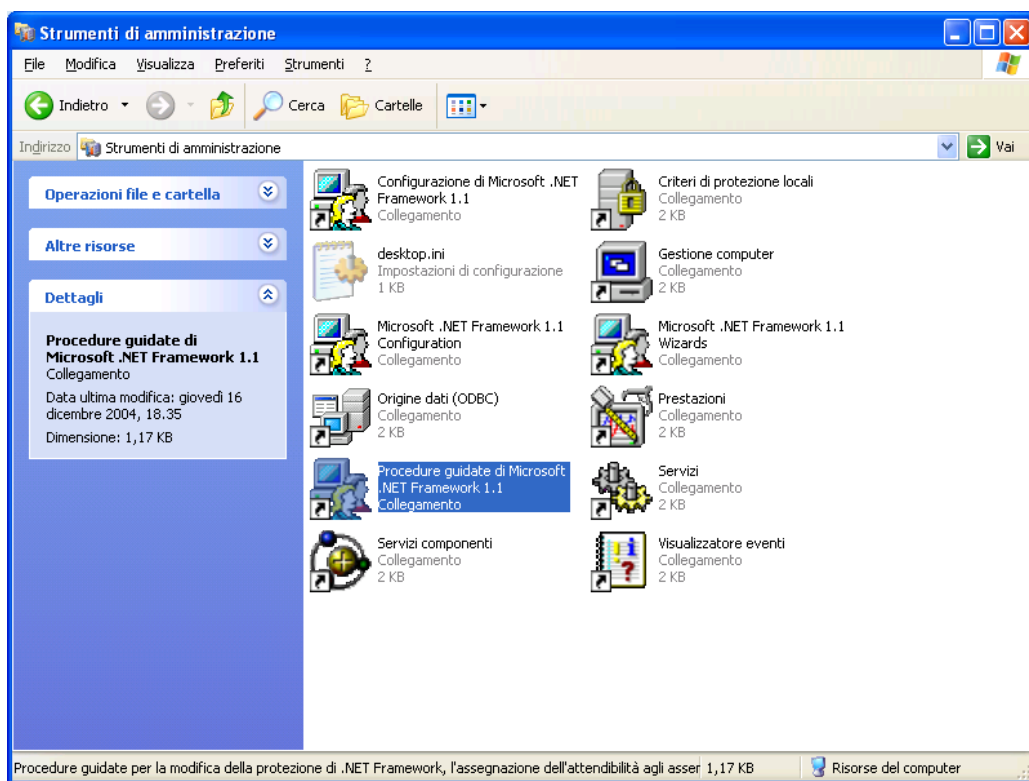 Strumenti di amministrazione
File Modifica Visualizza Preferiti Strumenti ?
Indietro Cerca Cartelle
Indirizzo Strumenti di amministrazione Vai
Operazioni file e cartella
Altre risorse
Dettagli
Procedure guidate di
Microsoft .NET Framework 1.1
Collegamento
Data ultima modifica: giovedì 16
dicembre 2004, 18.35
Dimensione: 1,17 KB
Configurazione di Microsoft .NET
Framework 1.1
Collegamento
Criteri di protezione locali
Collegamento
2 KB
desktop.ini
Impostazioni di configurazione
1 KB
Gestione computer
Collegamento
2 KB
Microsoft .NET Framework 1.1
Configuration
Collegamento
Microsoft .NET Framework 1.1
Wizards
Collegamento
Origine dati (ODBC)
Collegamento
2 KB
Prestazioni
Collegamento
2 KB
Procedure guidate di Microsoft
.NET Framework 1.1
Collegamento
Servizi
Collegamento
2 KB
Servizi componenti
Collegamento
2 KB
Visualizzatore eventi
Collegamento
2 KB
Procedure guidate per la modifica della protezione di .NET Framework, l'assegnazione dell'attendibilità agli asser 1,17 KB Risorse del computer